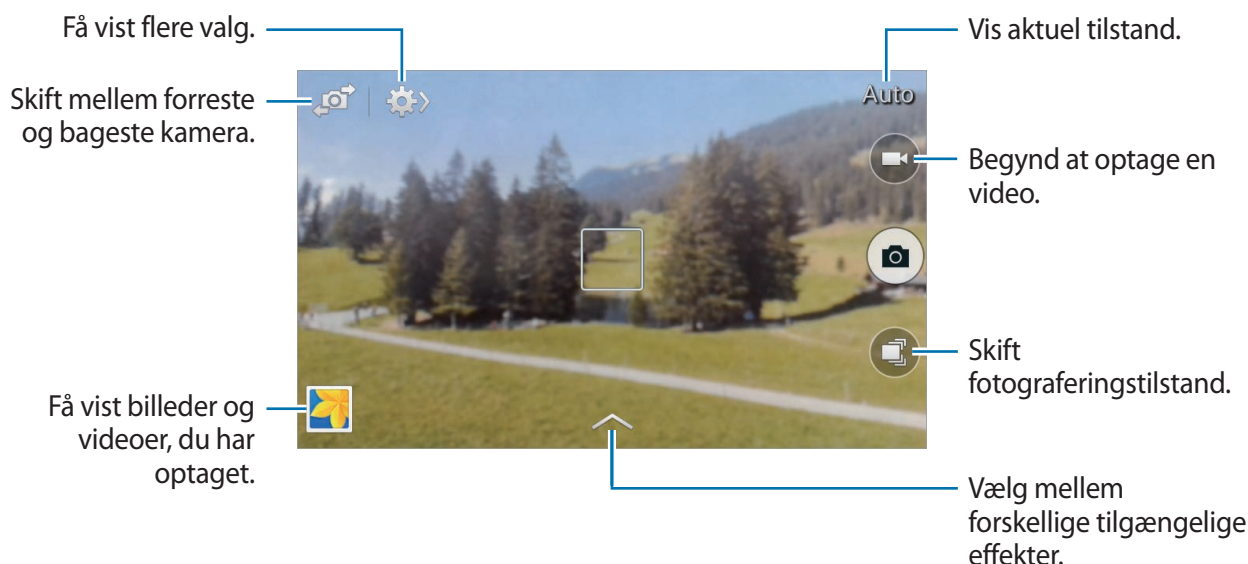 Få vist flere valg.
Skift mellem forreste
og bageste kamera.
Få vist billeder og
videoer, du har
optaget.
Auto
Vis aktuel tilstand.
Begynd at optage en
video.
Skift
fotograferingstilstand.
Vælg mellem
forskellige tilgængelige
effekter.